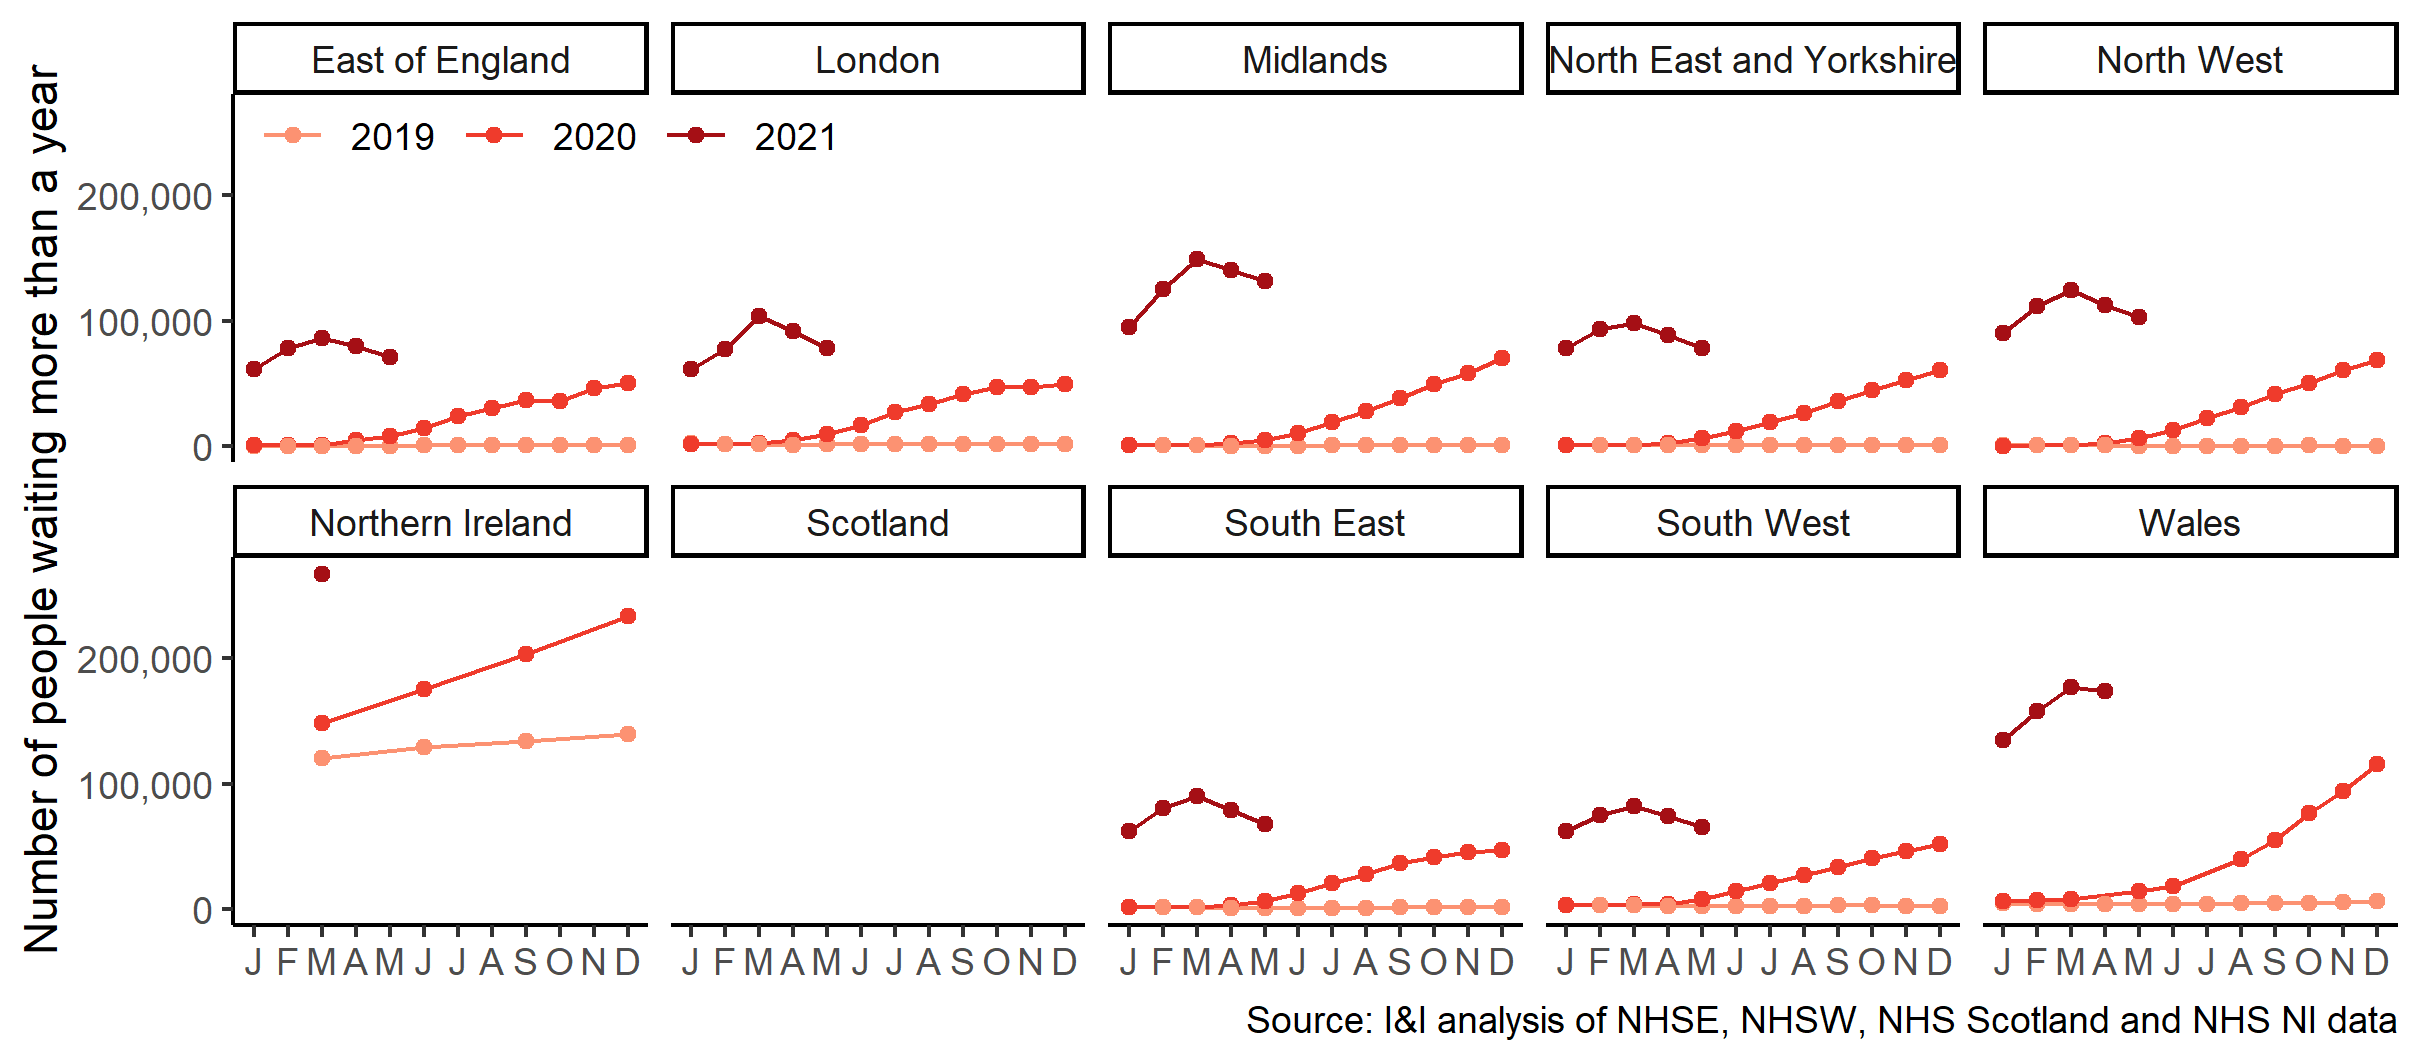 Number of people waiting more than a year
East of England
London
Midlands
North East and Yorkshire
North West
2019 2020 2021
200,000
100,000
0
Northern Ireland
Scotland
South East
South West
Wales
200,000
100,000
0
J F M A M J J A S O N D
J F M A M J J A S O N D
J F M A M J J A S O N D
J F M A M J J A S O N D
J F M A M J J A S O N D
Source: I&I analysis of NHSE, NHSW, NHS Scotland and NHS NI data